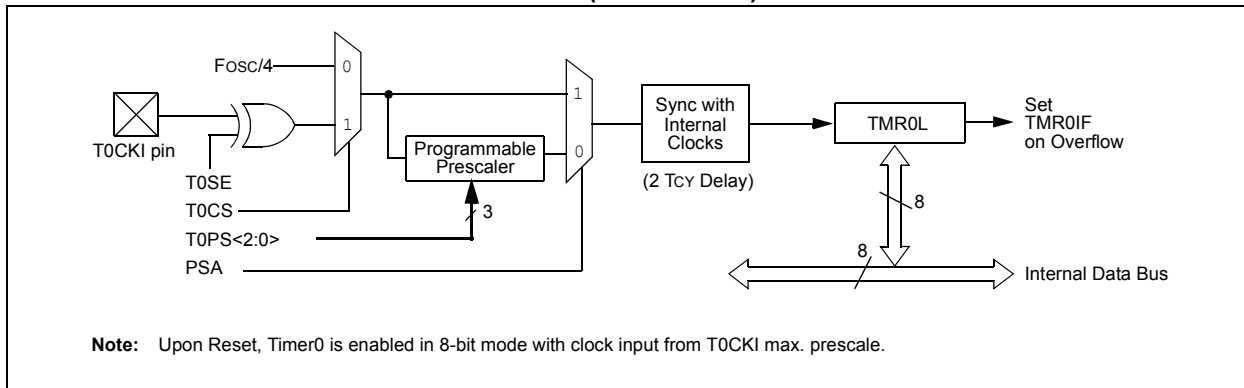 FOSC/4
0
1
T0CKI pin
T0SE
T0CS
T0PS<2:0>
PSA
Programmable
Prescaler
3
1
0
Sync with
Internal
Clocks
(2 TCY Delay)
TMR0L
Set
TMR0IF
on Overflow
8
8
Internal Data Bus
Note: Upon Reset, Timer0 is enabled in 8-bit mode with clock input from T0CKI max. prescale.